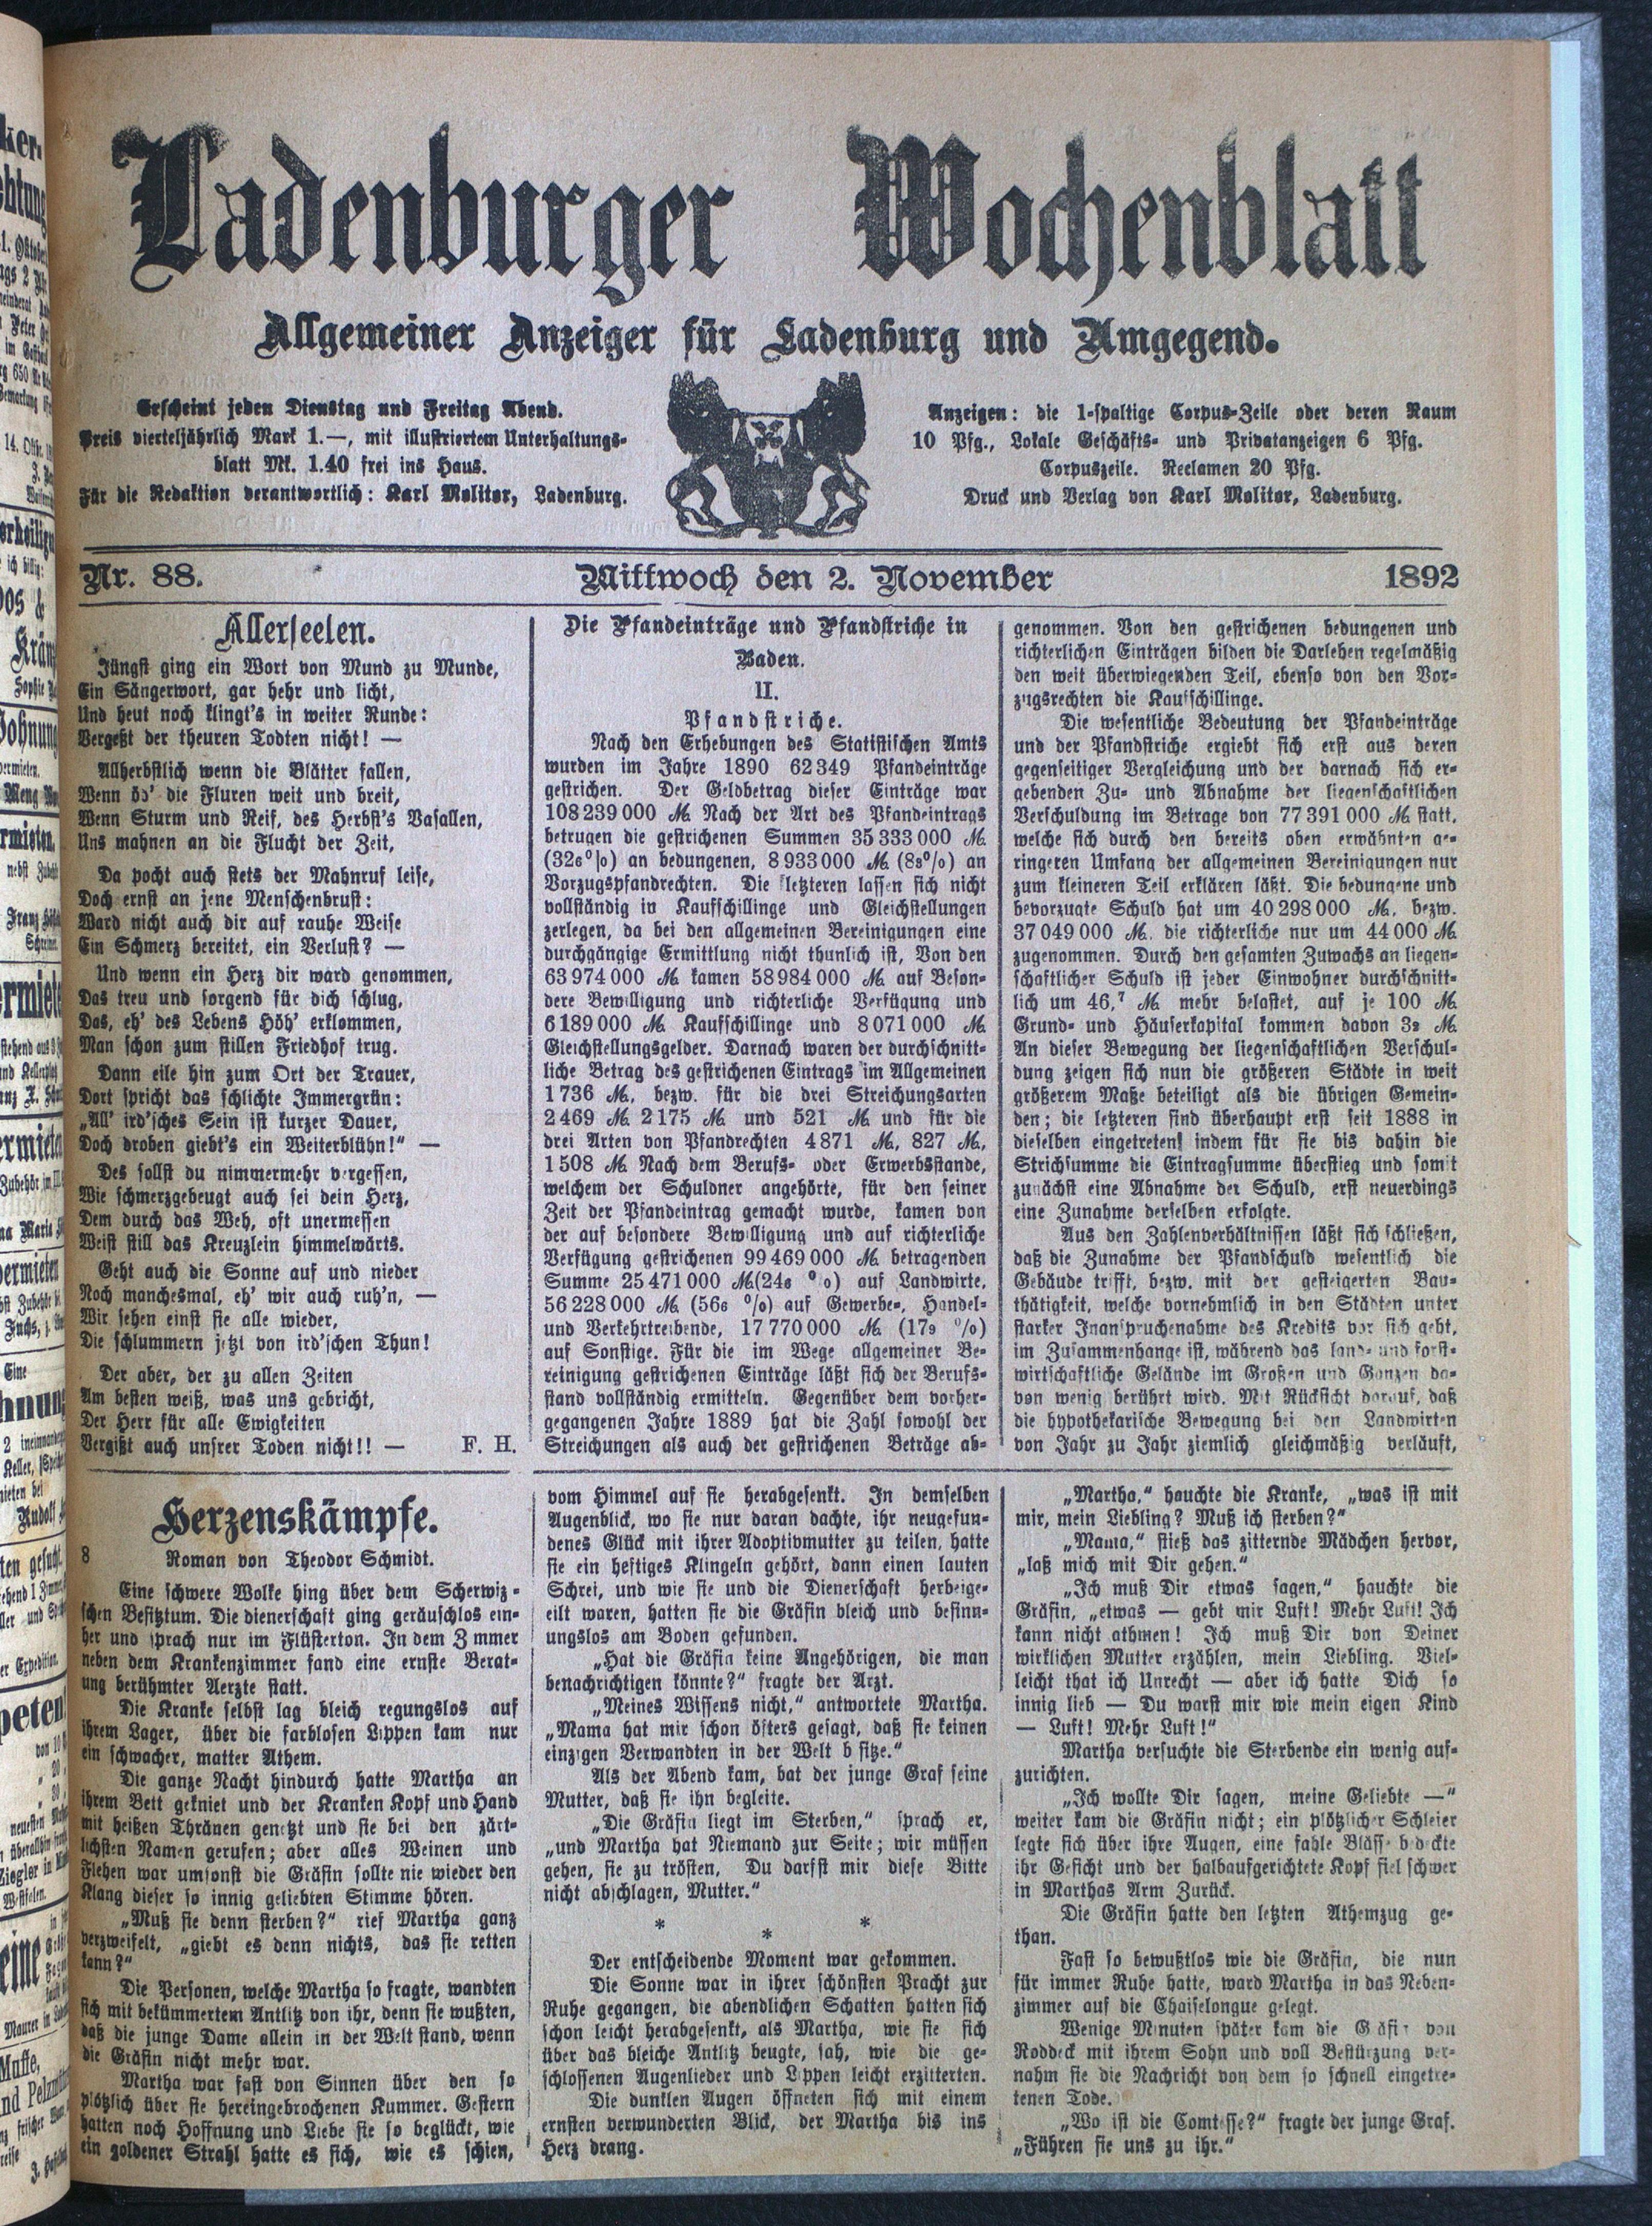 Ladenburger Wochenblatt
Allgemeiner Anzeiger für Ladenburg und Umgegend.
Erscheint jeden Dienstag und Freitag Abend.
Preis vierteljährlich Mark 1.—, mit illustriertem Unterhaltungs-
blatt Mk. 1.40 frei ins Haus.
Für die Redaktion verantwortlich: Karl Molitor, Ladenburg.
Anzeigen: die 1-spaltige Corpus-Zeile oder deren Raum
10 Pfg., Lokale Geschäfts- und Privatanzeigen 6 Pfg.
Corpuszeile. Reclamen 20 Pfg.
Druck und Verlag von Karl Molitor, Ladenburg.
Nr. 88. Mittwoch den 2. November 1892
Allerseelen.
Jüngst ging ein Wort von Mund zu Munde,
Ein Sängerwort, gar hehr und licht,
Und heut noch klingt's in weiter Runde:
Vergeßt der theuren Todten nicht! —
Allherbstlich wenn die Blätter fallen,
Wenn öd' die Fluren weit und breit,
Wenn Sturm und Reif, des Herbst's Vasallen,
Uns mahnen an die Flucht der Zeit,
Da pocht auch stets der Mahnruf leise,
Doch ernst an jene Menschenbrust:
Ward nicht auch dir auf rauhe Weise
Ein Schmerz bereitet, ein Verlust? —
Und wenn ein Herz dir ward genommen,
Das treu und sorgend für dich schlug,
Das, eh' des Lebens Höh' erklommen,
Man schon zum stillen Friedhof trug.
Dann eile hin zum Ort der Trauer,
Dort spricht das schlichte Immergrün:
„All' ird'sches Sein ist kurzer Dauer,
Doch droben giebt's ein Weiterblühn!" —
Des sollst du nimmermehr vergessen,
Wie schmerzgebeugt auch sei dein Herz,
Dem durch das Weh, oft unermessen
Weist still das Kreuzlein himmelwärts.
Geht auch die Sonne auf und nieder
Noch manchesmal, eh' wir auch ruh'n, —
Wir sehen einst sie alle wieder,
Die schlummern jetzt von ird'schen Thun!
Der aber, der zu allen Zeiten
Am besten weiß, was uns gebricht,
Der Herr für alle Ewigkeiten
Vergißt auch unsrer Toden nicht!! — F. H.
Die Pfandeinträge und Pfandstriche in
Baden.
II.
Pfandstriche.
Nach den Erhebungen des Statistischen Amts
wurden im Jahre 1890 62349 Pfandeinträge
gestrichen. Der Geldbetrag dieser Einträge war
108239000 M. Nach der Art des Pfandeintrags
betrugen die gestrichenen Summen 35333000 M.
(326%) an bedungenen, 8933000 M. (83%) an
Vorzugspfandrechten. Die letzteren lassen sich nicht
vollständig in Kaufschillinge und Gleichstellungen
zerlegen, da bei den allgemeinen Bereinigungen eine
durchgängige Ermittlung nicht thunlich ist, Von den
63974000 M. kamen 58984000 M. auf Beson-
dere Bewilligung und richterliche Verfügung und
6189000 M. Kaufschillinge und 8071000 M.
Gleichstellungsgelder. Darnach waren der durchschnitt-
liche Betrag des gestrichenen Eintrags im Allgemeinen
1736 M., bezw. für die drei Streichungsarten
2469 M. 2175 M. und 521 M. und für die
drei Arten von Pfandrechten 4871 M., 827 M.,
1508 M. Nach dem Berufs- oder Erwerbsstande,
welchem der Schuldner angehörte, für den seiner
Zeit der Pfandeintrag gemacht wurde, kamen von
der auf besondere Bewilligung und auf richterliche
Verfügung gestrichenen 99469000 M. betragenden
Summe 25471000 M. auf Landwirte,
56228000 M. (566 %) auf Gewerbe-, Handel-
und Verkehrtreibende, 17770000 M. (179 %)
auf Sonstige. Für die im Wege allgemeiner Be-
reinigung gestrichenen Einträge läßt sich der Berufs-
stand vollständig ermitteln. Gegenüber dem vorher-
gegangenen Jahre 1889 hat die Zahl sowohl der
Streichungen als auch der gestrichenen Beträge ab-
genommen. Von den gestrichenen bedungenen und
richterlichen Einträgen bilden die Darlehen regelmäßig
den weit überwiegenden Teil, ebenso von den Vor-
zugsrechten die Kaufschillinge.
Die wesentliche Bedeutung der Pfandeinträge
und der Pfandstriche ergiebt sich erst aus deren
gegenseitiger Vergleichung und der darnach sich er-
gebenden Zu- und Abnahme der liegenschaftlichen
Verschuldung im Betrage von 77391000 M. statt,
welche sich durch den bereits oben erwähnten ge-
ringeren Umfang der allgemeinen Bereinigungen nur
zum kleineren Teil erklären läßt. Die bedungene und
bevorzugte Schuld hat um 40298000 M. bezw.
37049000 M. die richterliche nur um 44000 M.
zugenommen. Durch den gesamten Zuwachs an liegen-
schaftlicher Schuld ist jeder Einwohner durchschnitt-
lich um 46,7 M. mehr belastet, auf je 100 M.
Grund- und Häuserkapital kommen davon 32 M.
An dieser Bewegung der liegenschaftlichen Verschul-
dung zeigen sich nun die größeren Städte in weit
größerem Maße beteiligt als die übrigen Gemein-
den; die letzteren sind überhaupt erst seit 1888 in
dieselben eingetreten! indem für sie bis dahin die
Strichsumme die Eintragsumme überstieg und somit
zunächst eine Abnahme der Schuld, erst neuerdings
eine Zunahme derselben erfolgte.
Aus den Zahlenverhältnissen läßt sich schließen,
daß die Zunahme der Pfandschuld wesentlich die
Gebäude trifft, bezw. mit der gesteigerten Bau-
thätigkeit, welche vornehmlich in den Städten unter
starker Inanspruchenahme des Kredits vor sich geht,
im Zusammenhange ist, während das land- und forst-
wirtschaftliche Gelände im Großen und Ganzen da-
von wenig berührt wird. Mit Rücksicht darauf, daß
die hypothekarische Bewegung bei den Landwirten
von Jahr zu Jahr ziemlich gleichmäßig verläuft,
Herzenskämpfe.
8 Roman von Theodor Schmidt.
Eine schwere Wolke hing über dem Scherwiz-
schen Besitztum. Die dienerschaft ging geräuschlos ein-
her und sprach nur im Flüsterton. In dem Z mmer
neben dem Krankenzimmer fand eine ernste Berat-
ung berühmter Aerzte statt.
Die Kranke selbst lag bleich regungslos auf
ihrem Lager, über die farblosen Lippen kam nur
ein schwacher, matter Athem.
Die ganze Nacht hindurch hatte Martha an
ihrem Bett gekniet und der Kranken Kopf und Hand
mit heißen Thränen genetzt und sie bei den zärt-
lichsten Namen gerufen; aber alles Weinen und
Flehen war umsonst die Gräfin sollte nie wieder den
Klang dieser so innig geliebten Stimme hören.
„Muß sie denn sterben?" rief Martha ganz
verzweifelt, „giebt es denn nichts, das sie retten
kann?"
Die Personen, welche Martha so fragte, wandten
sich mit bekümmertem Antlitz von ihr, denn sie wußten,
daß die junge Dame allein in der Welt stand, wenn
die Gräfin nicht mehr war.
Martha war fast von Sinnen über den so
plötzlich über sie hereingebrochenen Kummer. Gestern
hatten noch Hoffnung und Liebe sie so beglückt, wie
ein goldener Strahl hatte es sich, wie es schien,
vom Himmel auf sie herabgesenkt. In demselben
Augenblick, wo sie nur daran dachte, ihr neugefun-
denes Glück mit ihrer Adoptivmutter zu teilen, hatte
sie ein heftiges Klingeln gehört, dann einen lauten
Schrei, und wie sie und die Dienerschaft herbeige-
eilt waren, hatten sie die Gräfin bleich und besinn-
ungslos am Boden gefunden.
„Hat die Gräfin keine Angehörigen, die man
benachrichtigen könnte?" fragte der Arzt.
„Meines Wissens nicht," antwortete Martha.
„Mama hat mir schon öfters gesagt, daß sie keinen
einzigen Verwandten in der Welt b sitze."
Als der Abend kam, bat der junge Graf seine
Mutter, daß sie ihn begleite.
„Die Gräfin liegt im Sterben," sprach er,
„und Martha hat Niemand zur Seite; wir müssen
gehen, sie zu trösten, Du darfst mir diese Bitte
nicht abschlagen, Mutter."
* * *
Der entscheidende Moment war gekommen.
Die Sonne war in ihrer schönsten Pracht zur
Ruhe gegangen, die abendlichen Schatten hatten sich
schon leicht herabgesenkt, als Martha, wie sie sich
über das bleiche Antlitz beugte, sah, wie die ge-
schlossenen Augenlieder und Lippen leicht erzitterten.
Die dunklen Augen öffneten sich mit einem
ernsten verwunderten Blick, der Martha bis ins
Herz drang.
„Martha," hauchte die Kranke, „was ist mit
mir, mein Liebling? Muß ich sterben?"
„Mama," stieß das zitternde Mädchen hervor,
„laß mich mit Dir gehen."
„Ich muß Dir etwas sagen," hauchte die
Gräfin, „etwas — gebt mir Luft! Mehr Luft! Ich
kann nicht athmen! Ich muß Dir von Deiner
wirklichen Mutter erzählen, mein Liebling. Viel-
leicht that ich Unrecht — aber ich hatte Dich so
innig lieb — Du warst mir wie mein eigen Kind
— Luft! Mehr Luft!"
Martha versuchte die Sterbende ein wenig auf-
zurichten.
„Ich wollte Dir sagen, meine Geliebte —"
weiter kam die Gräfin nicht; ein plötzlicher Schleier
legte sich über ihre Augen, eine fahle Blässe bedeckte
ihr Gesicht und der halbaufgerichtete Kopf fiel schwer
in Marthas Arm Zurück.
Die Gräfin hatte den letzten Athemzug ge-
than.
Fast so bewußtlos wie die Gräfin, die nun
für immer Ruhe hatte, ward Martha in das Neben-
zimmer auf die Chaiselongue gelegt.
Wenige Minuten später kam die Gräfin von
Roddeck mit ihrem Sohn und voll Bestürzung ver-
nahm sie die Nachricht von dem so schnell eingetre-
tenen Tode.
„Wo ist die Comtesse?" fragte der junge Graf.
„Führen sie uns zu ihr."